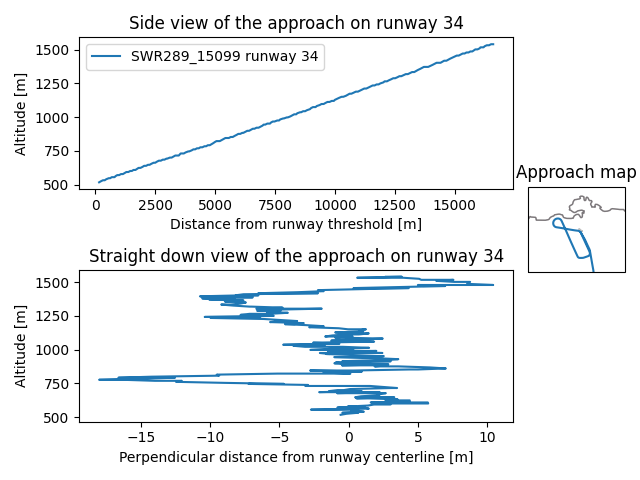 Side view of the approach on runway 34
1500
1250
1000
750
500
Altitude [m]
SWR289_15099 runway 34
0 2500 5000 7500 10000 12500 15000
Distance from runway threshold [m]
Approach map
Straight down view of the approach on runway 34
1500
1250
1000
750
500
Altitude [m]
−15 −10 −5 0 5 10
Perpendicular distance from runway centerline [m]